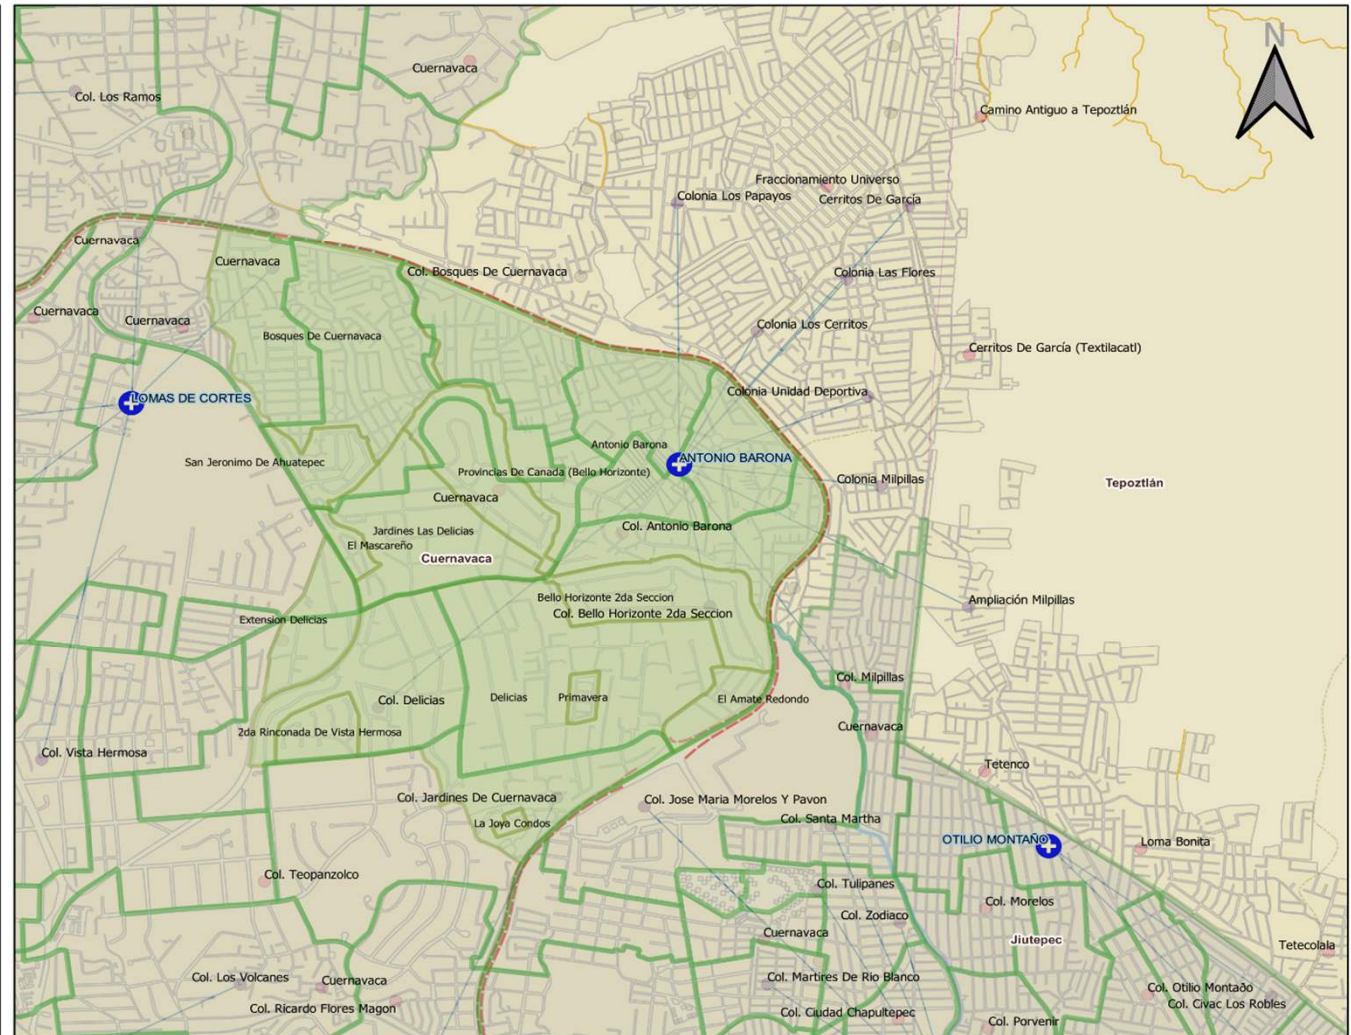 N
Cuernavaca
Col. Los Ramos
Camino Antiguo a Tepoztlán
Fraccionamiento Universo
Colonia Los Papayos
Cerritos De García
Cuernavaca
Cuernavaca
Col. Bosques De Cuernavaca
Colonia Las Flores
Cuernavaca
Cuernavaca
Colonia Los Cerritos
Bosques De Cuernavaca
Cerritos De García (Textilacatl)
Colonia Unidad Deportiva
LOMAS DE CORTES
Antonio Barona
ANTONIO BARONA
San Jeronimo De Ahuatepec
Provincias De Canada (Bello Horizonte)
Colonia Milpillas
Tepoztlán
Cuernavaca
Col. Antonio Barona
Jardines Las Delicias
El Mascareño
Cuernavaca
Bello Horizonte 2da Seccion
Ampliación Milpillas
Col. Bello Horizonte 2da Seccion
Extension Delicias
Col. Milpillas
Col. Delicias
Delicias
Primavera
El Amate Redondo
Cuernavaca
2da Rinconada De Vista Hermosa
Col. Vista Hermosa
Tetenco
Col. Jardines De Cuernavaca
Col. Jose Maria Morelos Y Pavon
La Joya Condos
Col. Santa Martha
OTILIO MONTAÑO
Loma Bonita
Col. Teopanzolco
Col. Tulipanes
Col. Morelos
Col. Zodiaco
Cuernavaca
Jiutepec
Tetecolala
Col. Los Volcanes
Cuernavaca
Col. Martires De Rio Blanco
Col. Otilio Montaño
Col. Ricardo Flores Magon
Col. Civac Los Robles
Col. Ciudad Chapultepec
Col. Porvenir